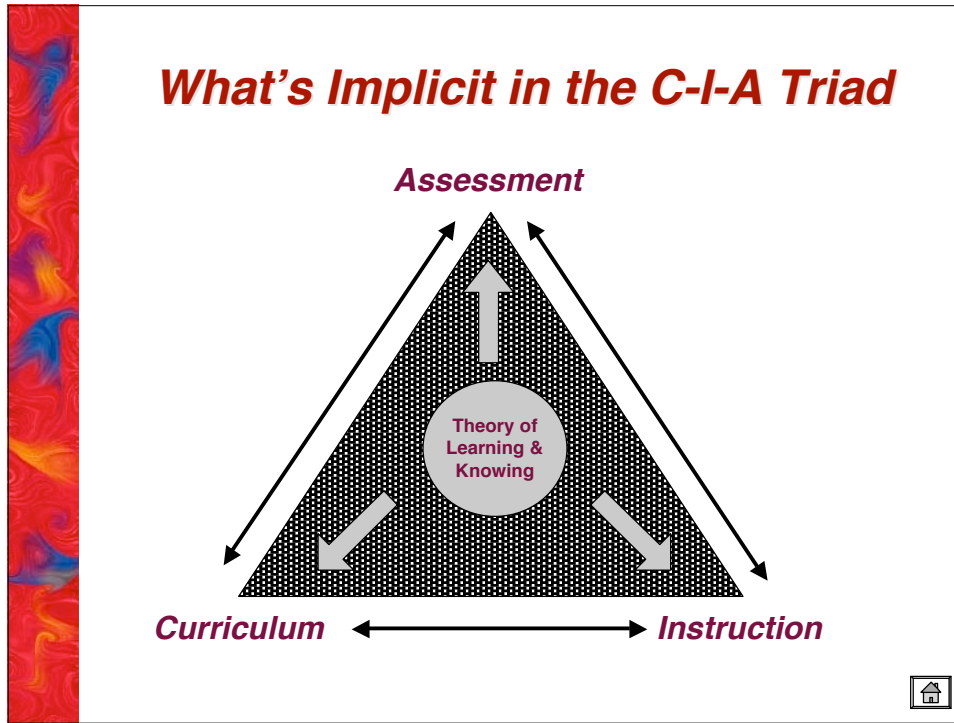 What's Implicit in the C-I-A Triad
Assessment
Theory of
Learning &
Knowing
Curriculum
Instruction